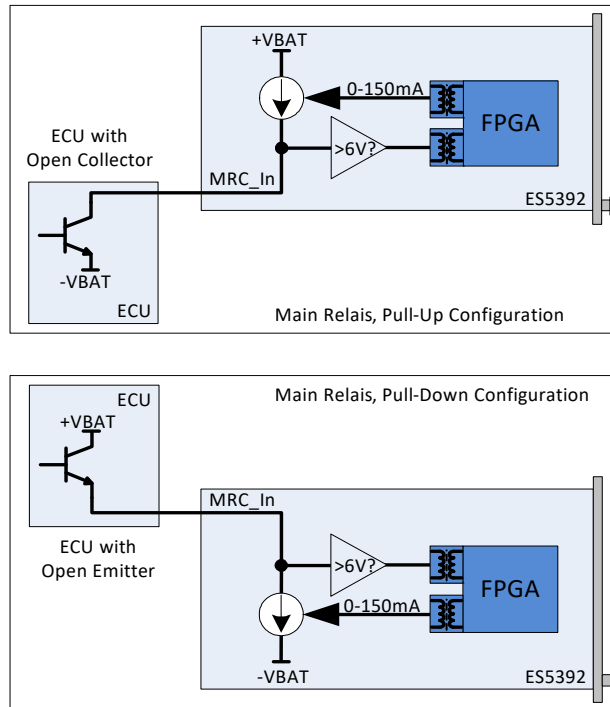 +VBAT
0-150mA
FPGA
ECU with
Open Collector
>6V?
MRC_In
ES5392
-VBAT
ECU
Main Relais, Pull-Up Configuration
ECU
Main Relais, Pull-Down Configuration
+VBAT
MRC_In
ECU with
Open Emitter
>6V?
FPGA
0-150mA
-VBAT
ES5392